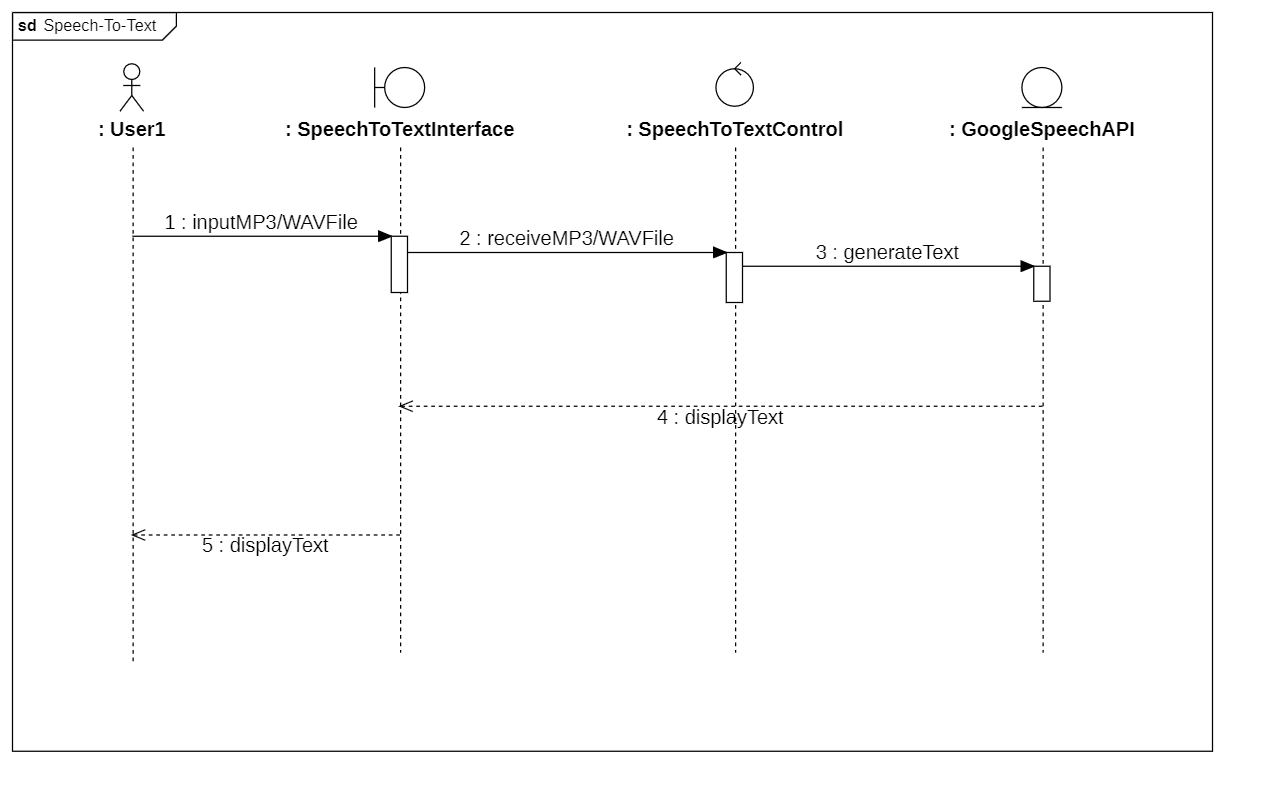 sd Speech-To-Text
: User1
: SpeechToTextInterface
: SpeechToTextControl
: GoogleSpeechAPI
1 : inputMP3/WAVFile
2 : receiveMP3/WAVFile
3 : generateText
4 : displayText
5 : displayText